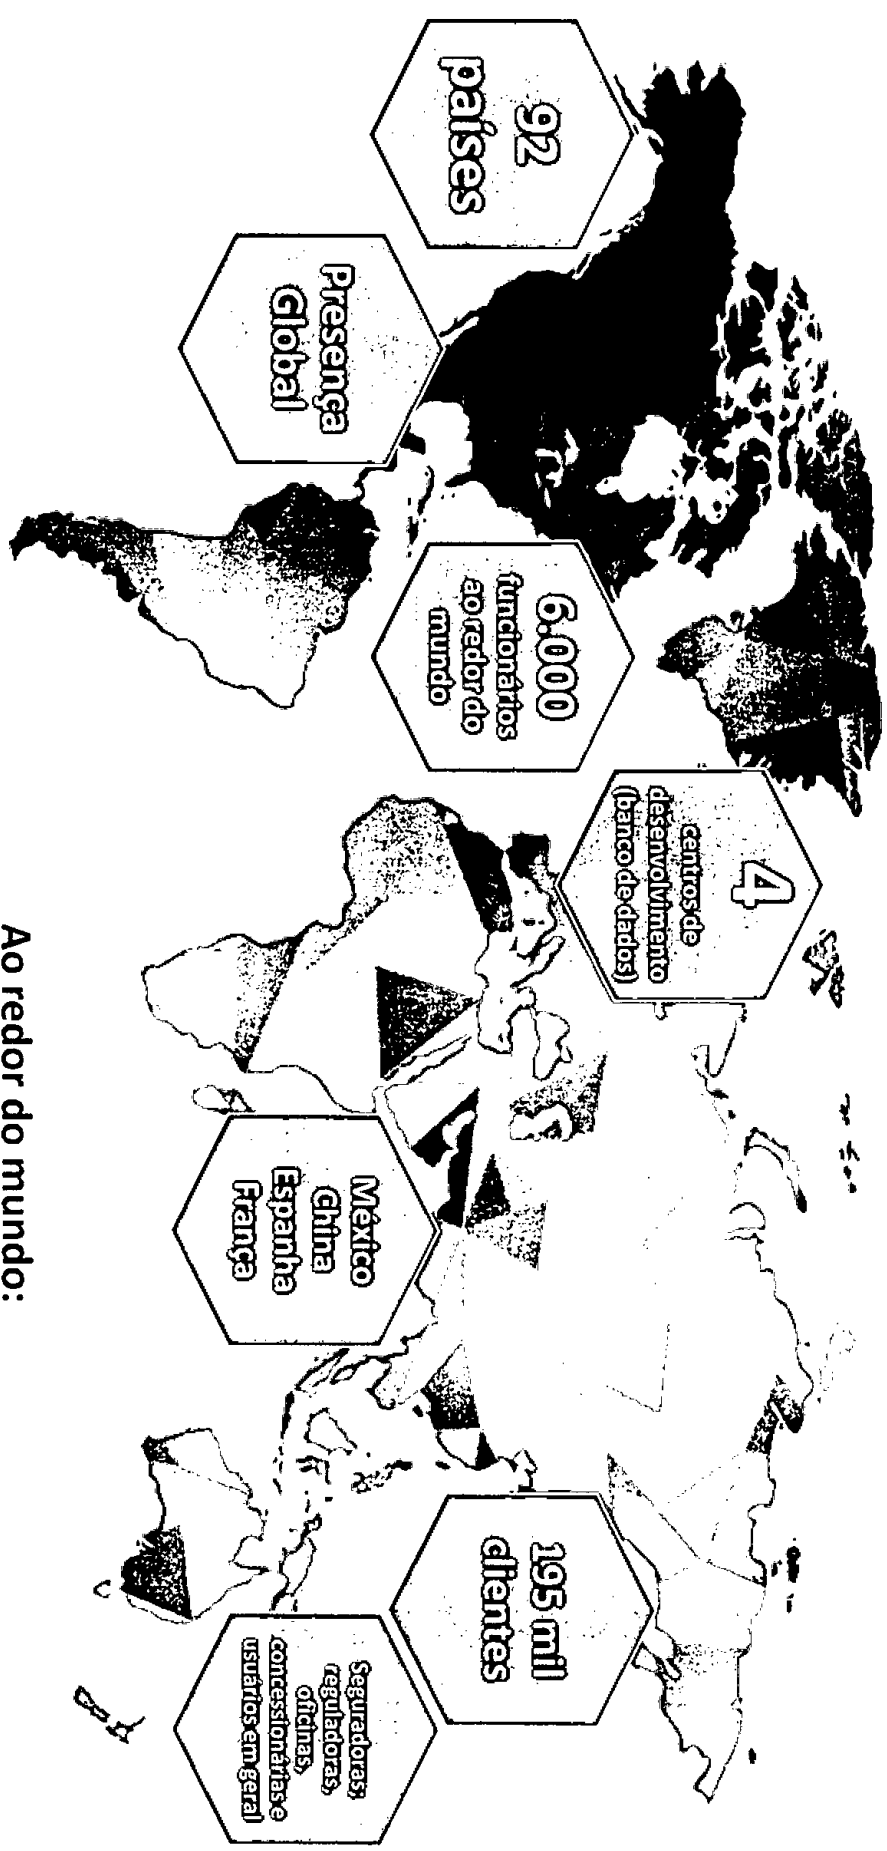 Ao redor do mundo:
92
países
Presença
Global
6.000
funcionários
ao redor do
mundo
4
centros de
desenvolvimento
(banco de dados)
México
China
Espanha
França
195 mil
clientes
Seguradoras,
reguladoras,
oficinas,
concessionárias e
usuários em geral